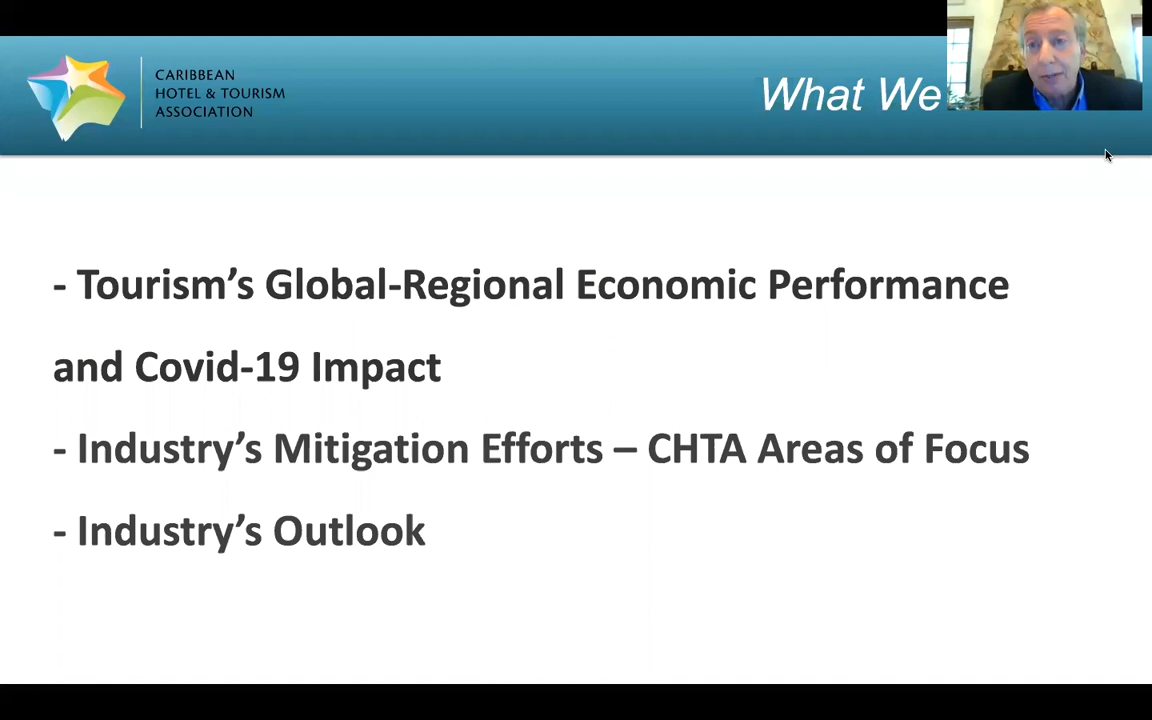 CARIBBEAN
HOTEL & TOURISM
ASSOCIATION
What We
- Tourism’s Global-Regional Economic Performance
and Covid-19 Impact
- Industry’s Mitigation Efforts – CHTA Areas of Focus
- Industry’s Outlook